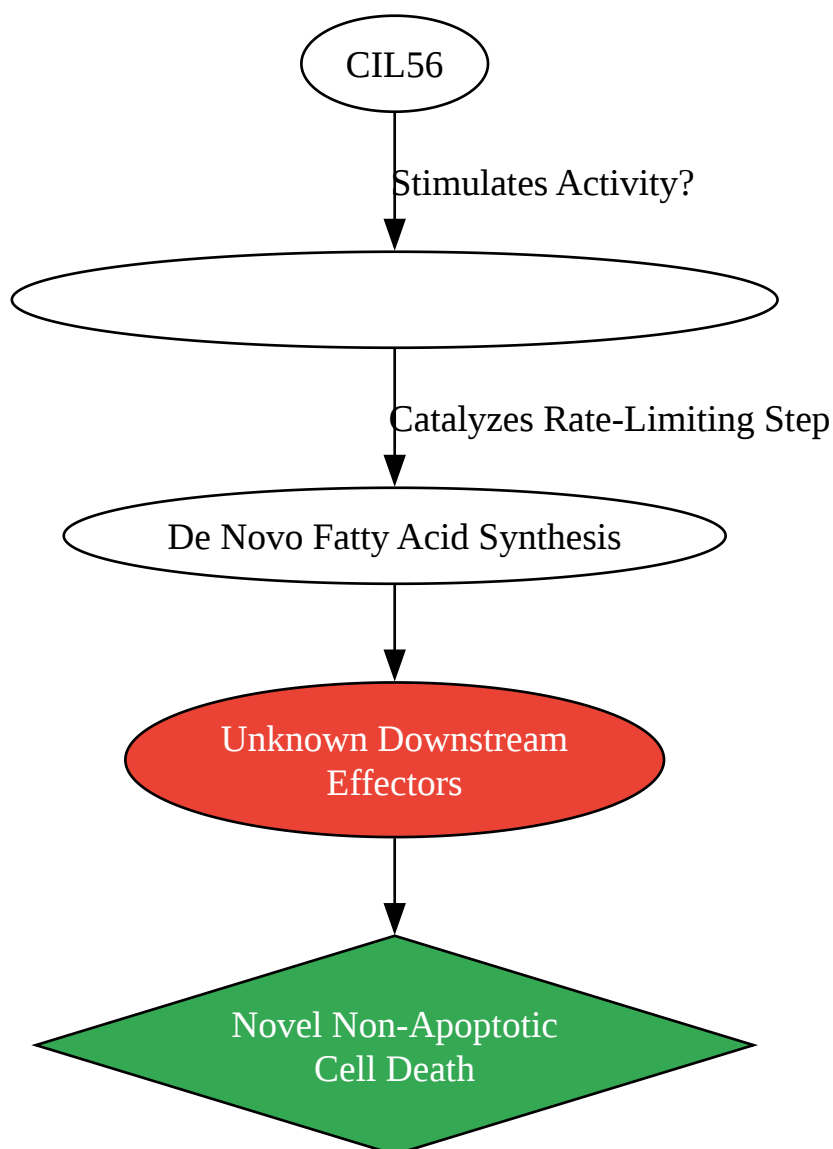 CIL56
Stimulates Activity?
Catalyzes Rate-Limiting Step
De Novo Fatty Acid Synthesis
Unknown Downstream
Effectors
Novel Non-Apoptotic
Cell Death